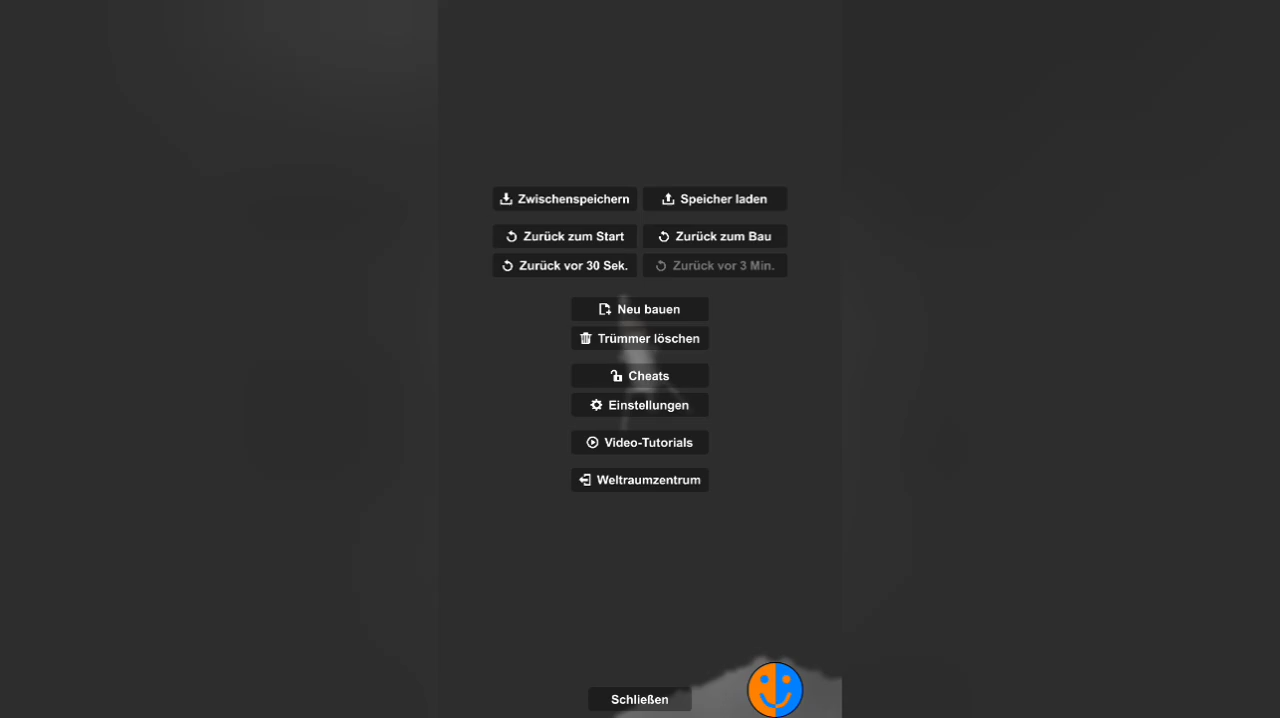 Zwischenspeichern
Speicher laden
Zurück zum Start
Zurück zum Bau
Zurück vor 30 Sek.
Zurück vor 3 Min.
Neu bauen
Trümmer löschen
Cheats
Einstellungen
Video-Tutorials
Weltraumzentrum
Schließen